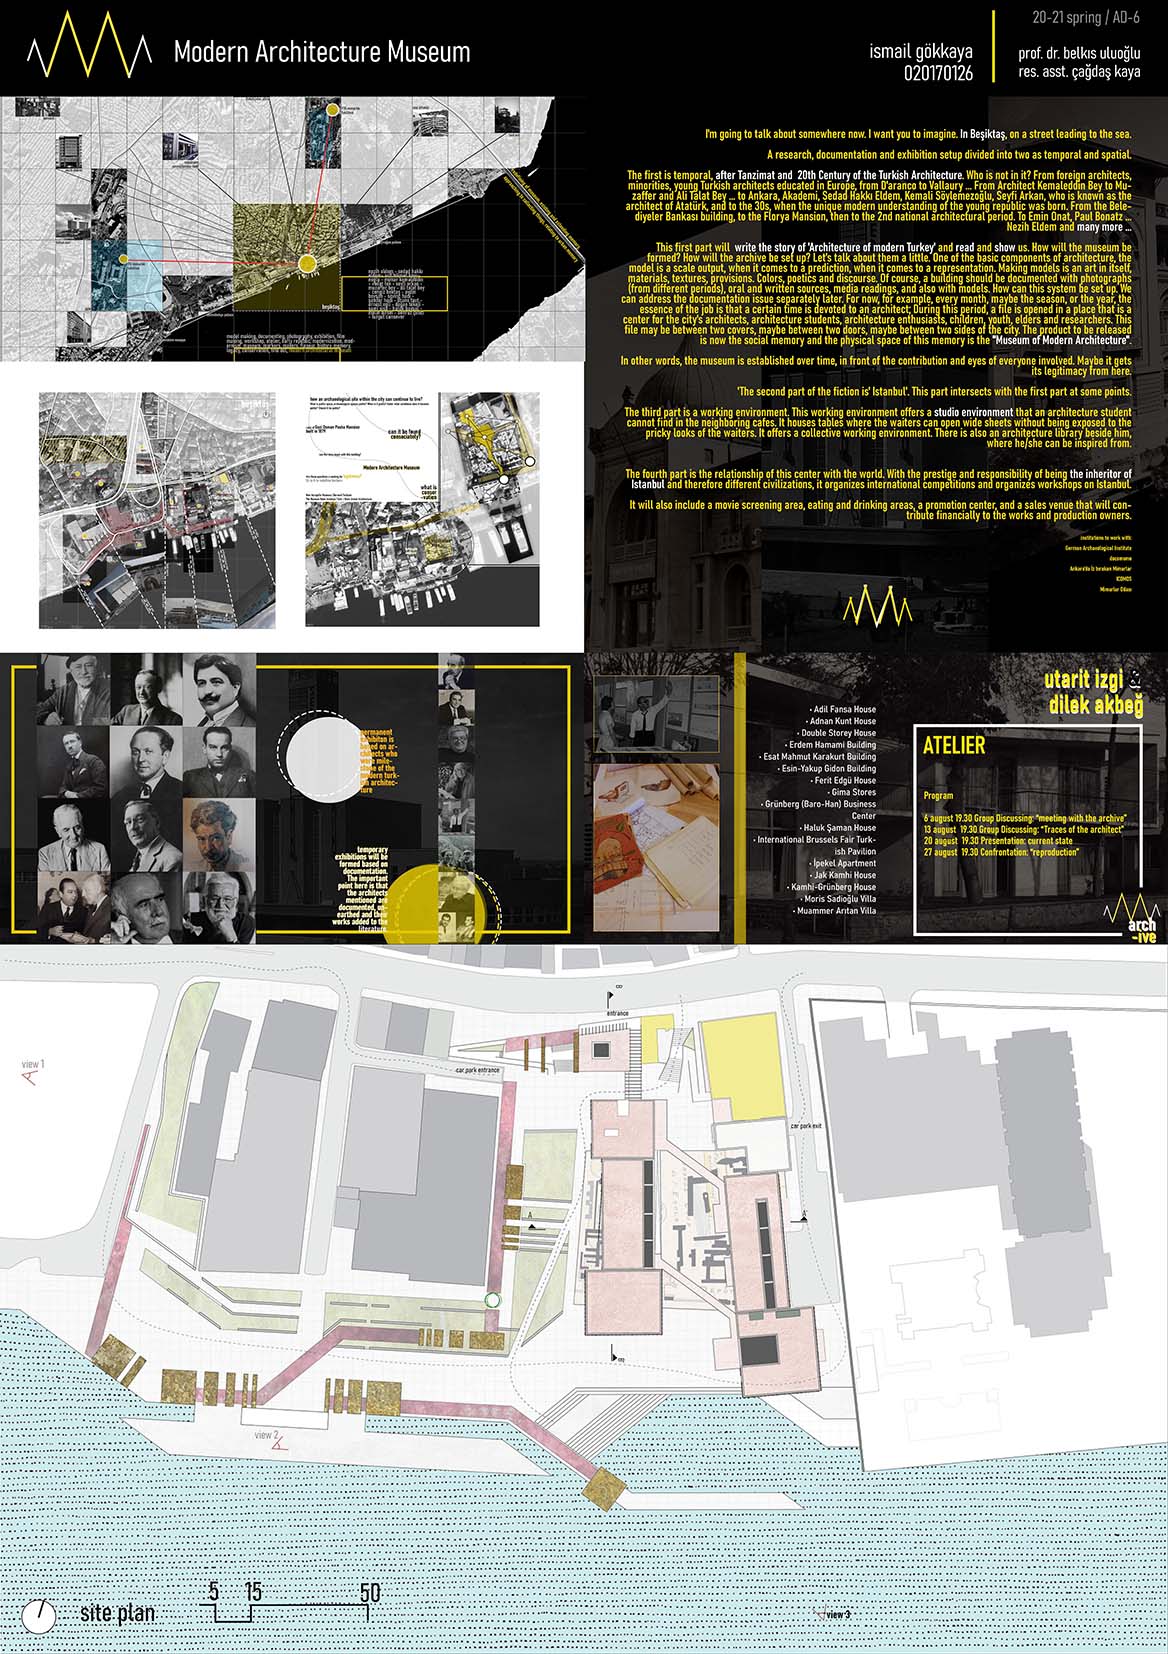 Modern Architecture Museum
20-21 spring / AD-6
ismail gökkaya
020170126
prof. dr. belkıs uluoğlu
res. asst. çağdaş kaya
I'm going to talk about somewhere now. I want you to imagine. In Beşiktaş, on a street leading to the sea.
A research, documentation and exhibition setup divided into two as temporal and spatial.
The first is temporal, after Tanzimat and 20th Century of the Turkish Architecture. Who is not in it? From foreign architects,
minorities, young Turkish architects educated in Europe, from D'aranco to Vallaury ... From Architect Kemaleddin Bey to Mu-
zaffer and Ali Talat Bey ... to Ankara, Akademi, Sedad Hakkı Eldem, Kemali Söylemezoğlu, Seyfi Arkan, who is known as the
architect of Atatürk, and to the 30s, when the unique modern understanding of the young republic was born. From the Bele-
diyeler Bankası building, to the Florya Mansion, then to the 2nd national architectural period. To Emin Onat, Paul Bonatz ...
Nezih Eldem and many more ...
This first part will write the story of 'Architecture of modern Turkey' and read and show us. How will the museum be
formed? How will the archive be set up? Let's talk about them a little. One of the basic components of architecture, the
model is a scale output, when it comes to a prediction, when it comes to a representation. Making models is an art in itself,
materials, textures, provisions. Colors, poetics and discourse. Of course, a building should be documented with photographs
(from different periods), oral and written sources, media readings, and also with models. How can this system be set up. We
can address the documentation issue separately later. For now, for example, every month, maybe the season, or the year, the
essence of the job is that a certain time is devoted to an architect; During this period, a file is opened in a place that is a
center for the city's architects, architecture students, architecture enthusiasts, children, youth, elders and researchers. This
file may be between two covers, maybe between two doors, maybe between two sides of the city. The product to be released
is now the social memory and the physical space of this memory is the "Museum of Modern Architecture".
In other words, the museum is established over time, in front of the contribution and eyes of everyone involved. Maybe it gets
its legitimacy from here.
'The second part of the fiction is' Istanbul'. This part intersects with the first part at some points.
The third part is a working environment. This working environment offers a studio environment that an architecture student
cannot find in the neighboring cafes. It houses tables where the waiters can open wide sheets without being exposed to the
pricky looks of the waiters. It offers a collective working environment. There is also an architecture library beside him,
where he/she can be inspired from.
The fourth part is the relationship of this center with the world. With the prestige and responsibility of being the inheritor of
Istanbul and therefore different civilizations, it organizes international competitions and organizes workshops on Istanbul.
It will also include a movie screening area, eating and drinking areas, a promotion center, and a sales venue that will con-
tribute financially to the works and production owners.
institutions to work with:
German Archaeological Institute
docomomo
Ankara'da İz bırakan Mimarlar
ICOMOS
Mimarlar Odası
beşiktaş
how an archaeological site within the city can continue to live?
can it be found
consciously?
Modern Architecture Museum
what is
conser
-vation
permanent
exhibiton is
based on ar-
chitects who
were mile-
stone of the
modern turk-
ish architec-
ture
temporary
exhibitions will be
formed based on
documentation.
The important
point here is that
the architects
mentioned are
documented, un-
earthed and their
works added to the
literature.
• Adil Fansa House
• Adnan Kunt House
• Double Storey House
• Erdem Hamami Building
• Esat Mahmut Karakurt Building
• Esin-Yakup Gidon Building
• Ferit Edgü House
• Gima Stores
• Grünberg (Baro-Han) Business
Center
• Haluk Şaman House
• International Brussels Fair Turk-
ish Pavilion
• İpekel Apartment
• Jak Kamhi House
• Kamhi-Grünberg House
• Moris Sadioğlu Villa
• Muammer Arıtan Villa
utarit izgi &
dilek akbeğ
ATELIER
Program
6 august 19.30 Group Discussing: "meeting with the archive"
13 august 19.30 Group Discussing: "Traces of the architect"
20 august 19.30 Presentation: current state
27 august 19.30 Confrontation: "reproduction"
arch
-ive
entrance
view 1
car park entrance
car park exit
A
A'
view 2
5 15 50
site plan
view 3